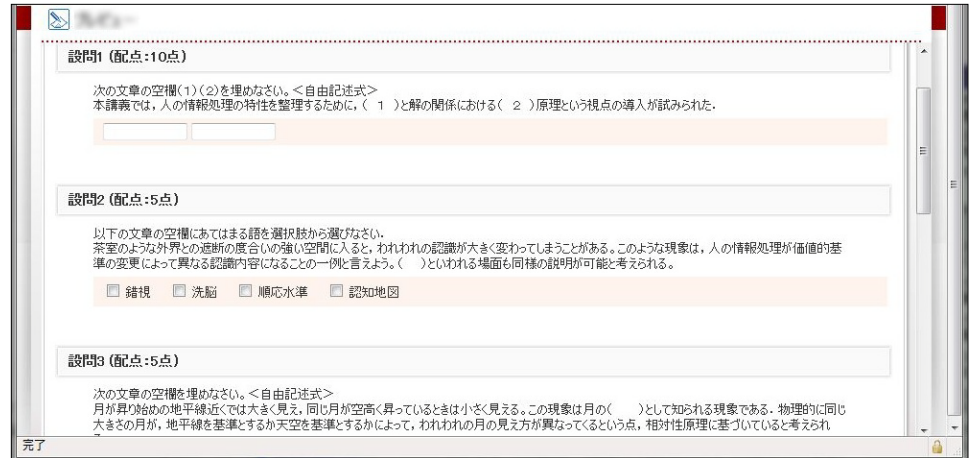 設問1 (配点:10点)
次の文章の空欄(1)(2)を埋めなさい。＜自由記述式＞
本講義では，人の情報処理の特性を整理するために，( 1 )と解の関係における( 2 )原理という視点の導入が試みられた．
設問2 (配点:5点)
以下の文章の空欄にあてはまる語を選択肢から選びなさい．
茶室のような外界との遮断の度合いの強い空間に入ると，われわれの認識が大きく変わってしまうことがある。このような現象は，人の情報処理が価値的基
準の変更によって異なる認識内容になることの一例と言えよう。(　)といわれる場面も同様の説明が可能と考えられる。
錯視 洗脳 順応水準 認知地図
設問3 (配点:5点)
次の文章の空欄を埋めなさい。＜自由記述式＞
月が昇り始めの地平線近くでは大きく見え，同じ月が空高く昇っているときは小さく見える。この現象は月の(　　)として知られる現象である．物理的に同じ
大きさの月が，地平線を基準とするか天空を基準とするかによって，われわれの月の見え方が異なってくるという点，相対性原理に基づいていると考えられ
完了